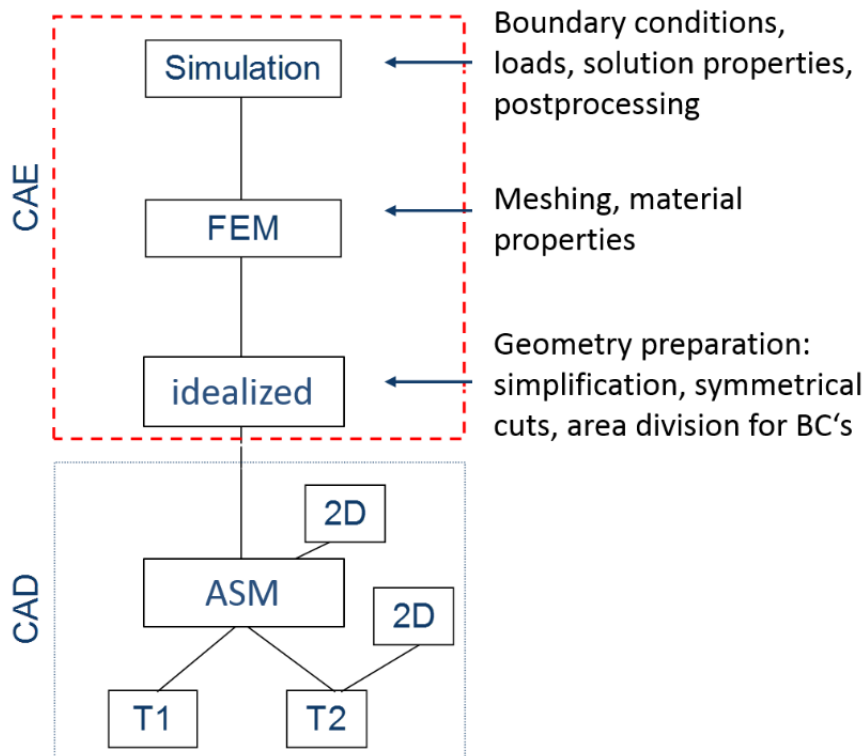 Simulation
Boundary conditions,
loads, solution properties,
postprocessing
CAE
FEM
Meshing, material
properties
idealized
Geometry preparation:
simplification, symmetrical
cuts, area division for BC‘s
CAD
2D
ASM
2D
T1
T2